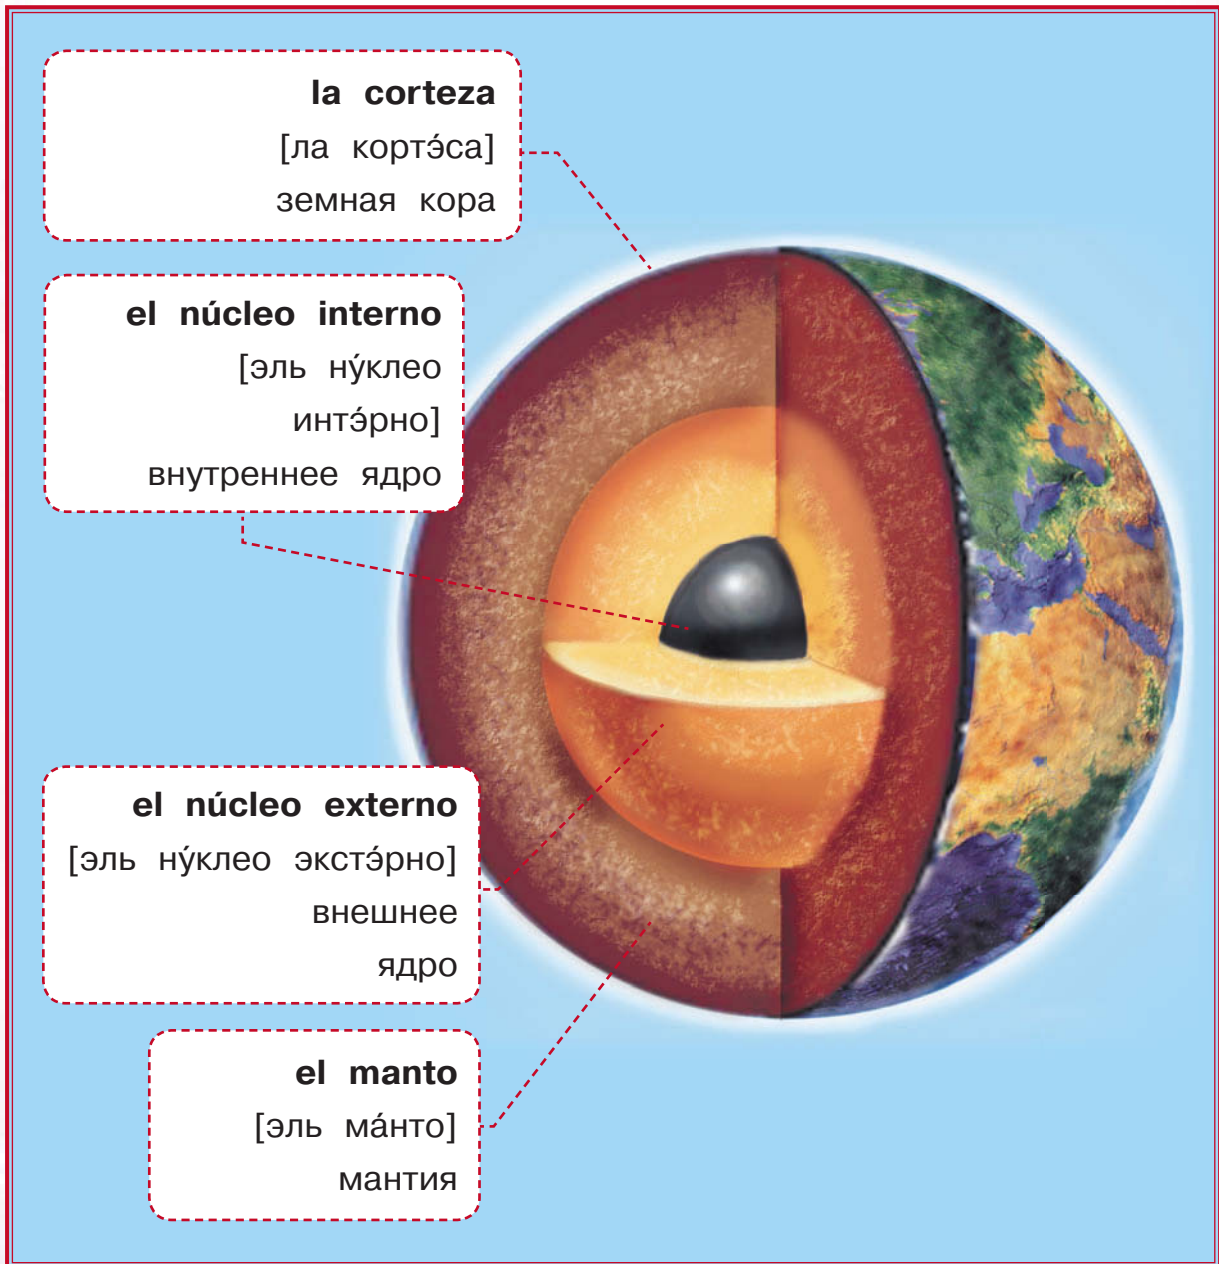 la corteza
[ла кортэ́са]
земная кора
el núcleo interno
[эль ну́клео
интэ́рно]
внутреннее ядро
el núcleo externo
[эль ну́клео экстэ́рно]
внешнее
ядро
el manto
[эль ма́нто]
мантия